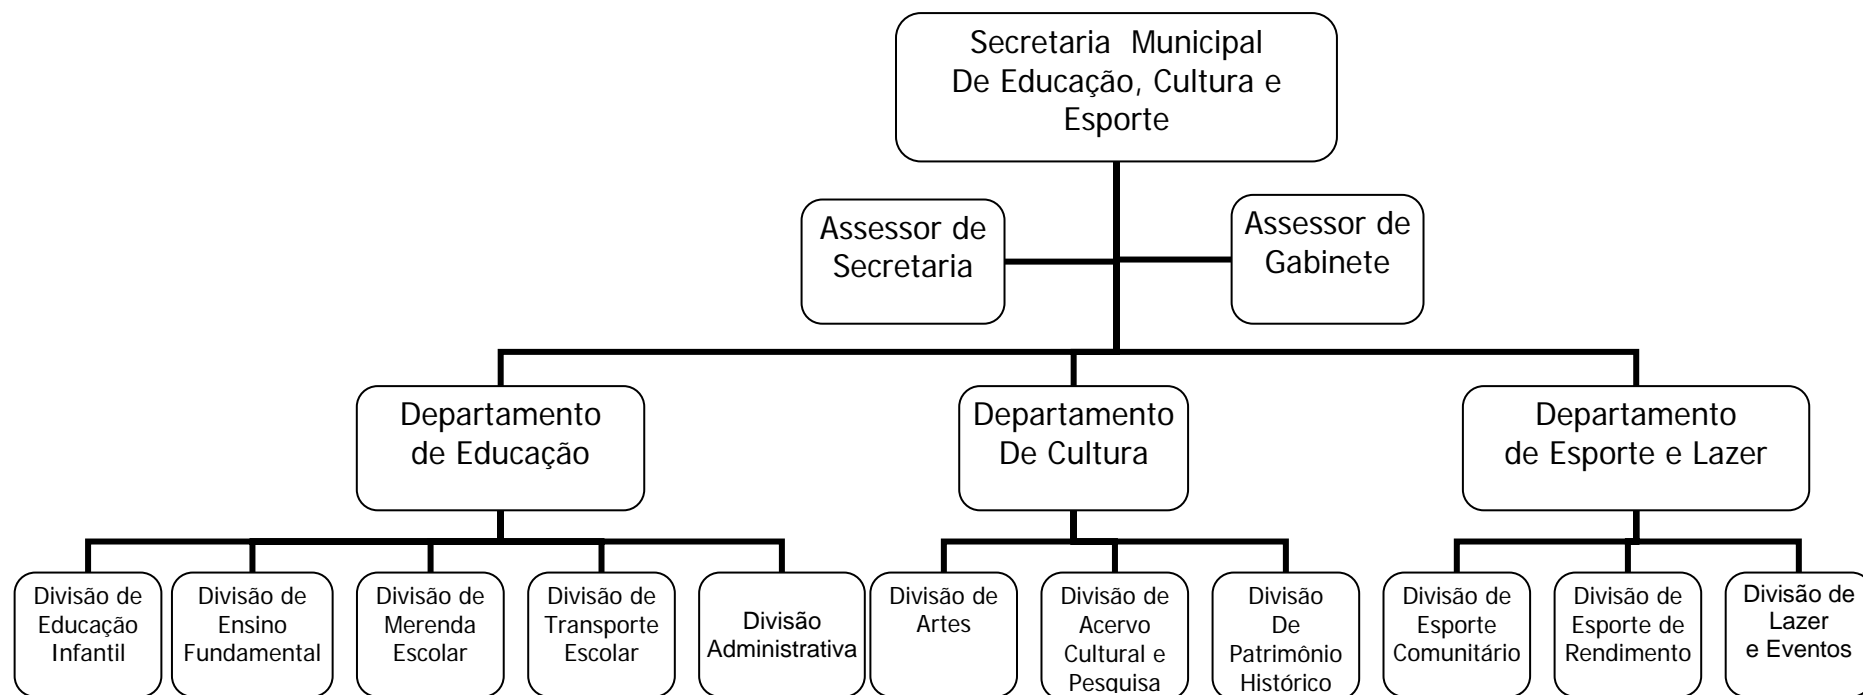 Secretaria Municipal
De Educação, Cultura e
Esporte
Assessor de
Secretaria
Assessor de
Gabinete
Departamento
de Educação
Departamento
De Cultura
Departamento
de Esporte e Lazer
Divisão de
Educação
Infantil
Divisão de
Ensino
Fundamental
Divisão de
Merenda
Escolar
Divisão de
Transporte
Escolar
Divisão
Administrativa
Divisão de
Artes
Divisão de
Acervo
Cultural e
Pesquisa
Divisão
De
Patrimônio
Histórico
Divisão de
Esporte
Comunitário
Divisão de
Esporte de
Rendimento
Divisão de
Lazer
e Eventos